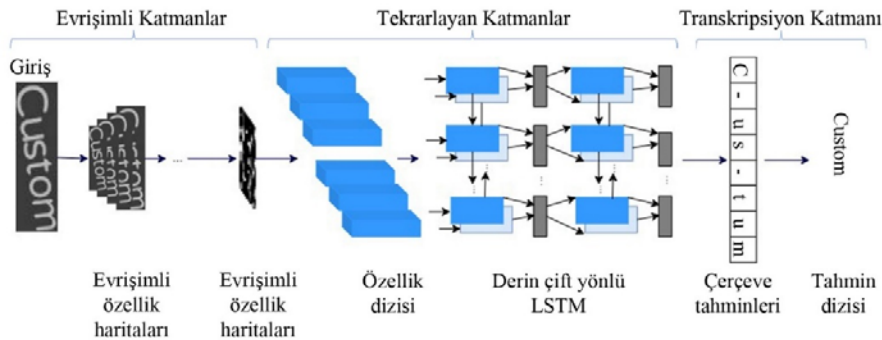 Evrişimli Katmanlar
Tekrarlayan Katmanlar
Transkripsiyon Katmanı
Giriş
Custom
Custom
...
C
-
u
s
-
t
u
m
Custom
Evrişimli
özellik
haritaları
Evrişimli
özellik
haritaları
Özellik
dizisi
Derin çift yönlü
LSTM
Çerçeve
tahminleri
Tahmin
dizisi